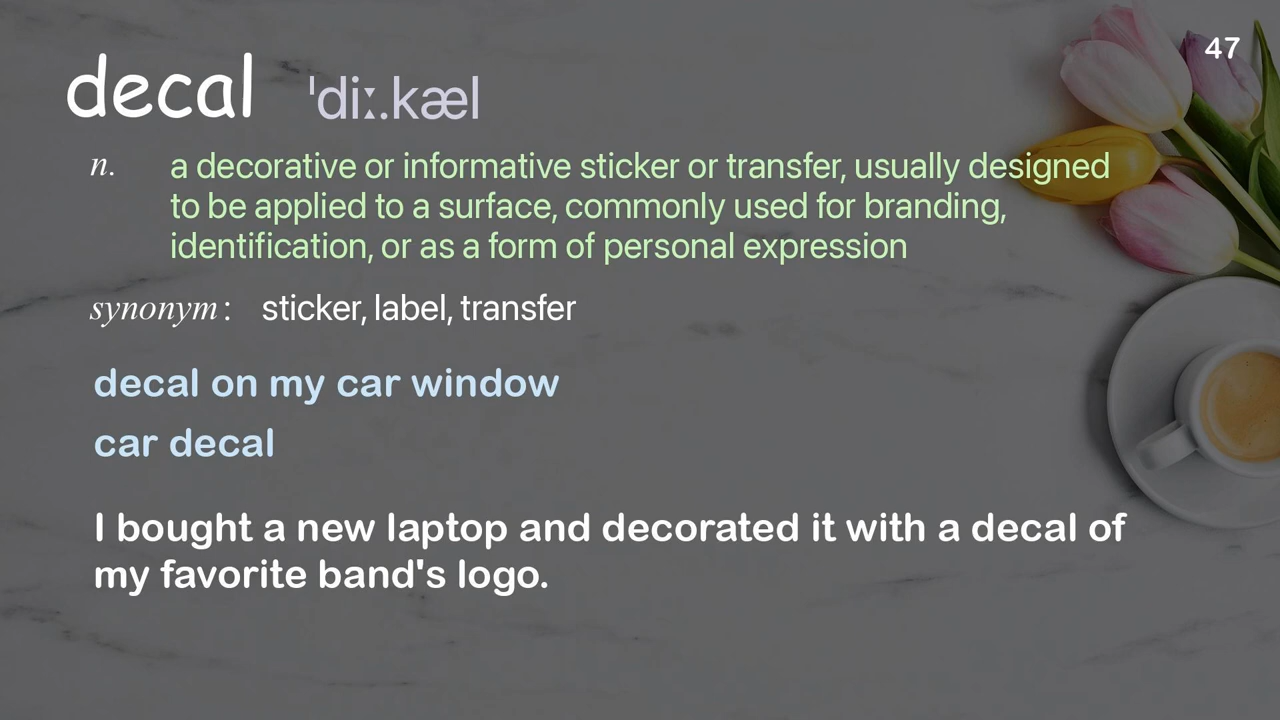 47
decal ˈdiː.kæl
n. a decorative or informative sticker or transfer, usually designed
to be applied to a surface, commonly used for branding,
identification, or as a form of personal expression
synonym: sticker, label, transfer
decal on my car window
car decal
I bought a new laptop and decorated it with a decal of
my favorite band's logo.